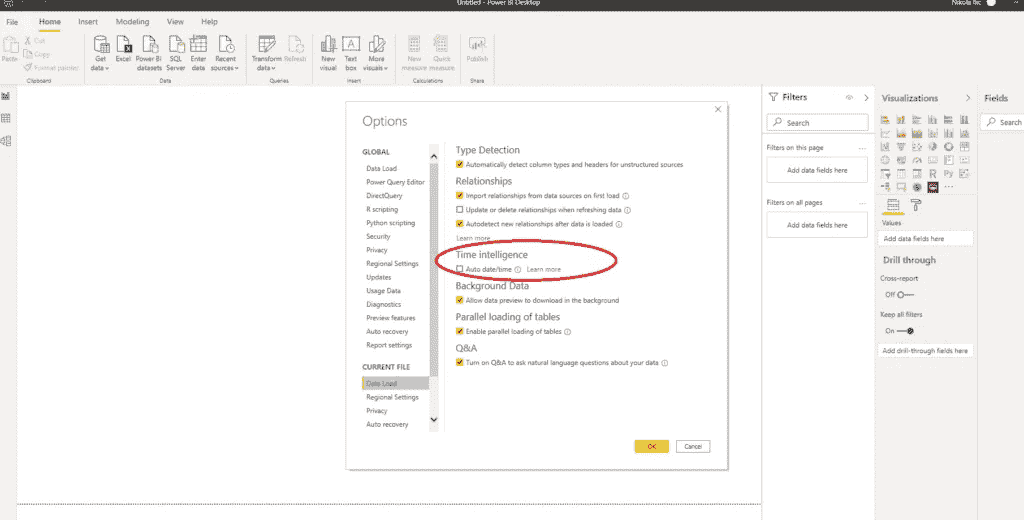 Untitled - Power BI Desktop
Nikola Ilic
File Home Insert Modeling View Help
Paste
Cut
Copy
Format painter
Clipboard
Get data
Excel
Power BI datasets
SQL Server
Enter data
Recent sources
Data
Transform data
Refresh
Queries
New visual
Text box
More visuals
Insert
New measure
Quick measure
Calculations
Publish
Share
Options
GLOBAL
Data Load
Power Query Editor
DirectQuery
R scripting
Python scripting
Security
Privacy
Regional Settings
Updates
Usage Data
Diagnostics
Preview features
Auto recovery
Report settings
CURRENT FILE
Data Load
Regional Settings
Privacy
Auto recovery
Type Detection
Automatically detect column types and headers for unstructured sources
Relationships
Import relationships from data sources on first load
Update or delete relationships when refreshing data
Autodetect new relationships after data is loaded
Learn more
Time intelligence
Auto date/time Learn more
Background Data
Allow data preview to download in the background
Parallel loading of tables
Enable parallel loading of tables
Q&A
Turn on Q&A to ask natural language questions about your data
OK
Cancel
Filters
Search
Filters on this page
Add data fields here
Filters on all pages
Add data fields here
Visualizations
R Py
Values
Add data fields here
Drill through
Cross-report
Off
Keep all filters
On
Add drill-through fields here
Fields
Search